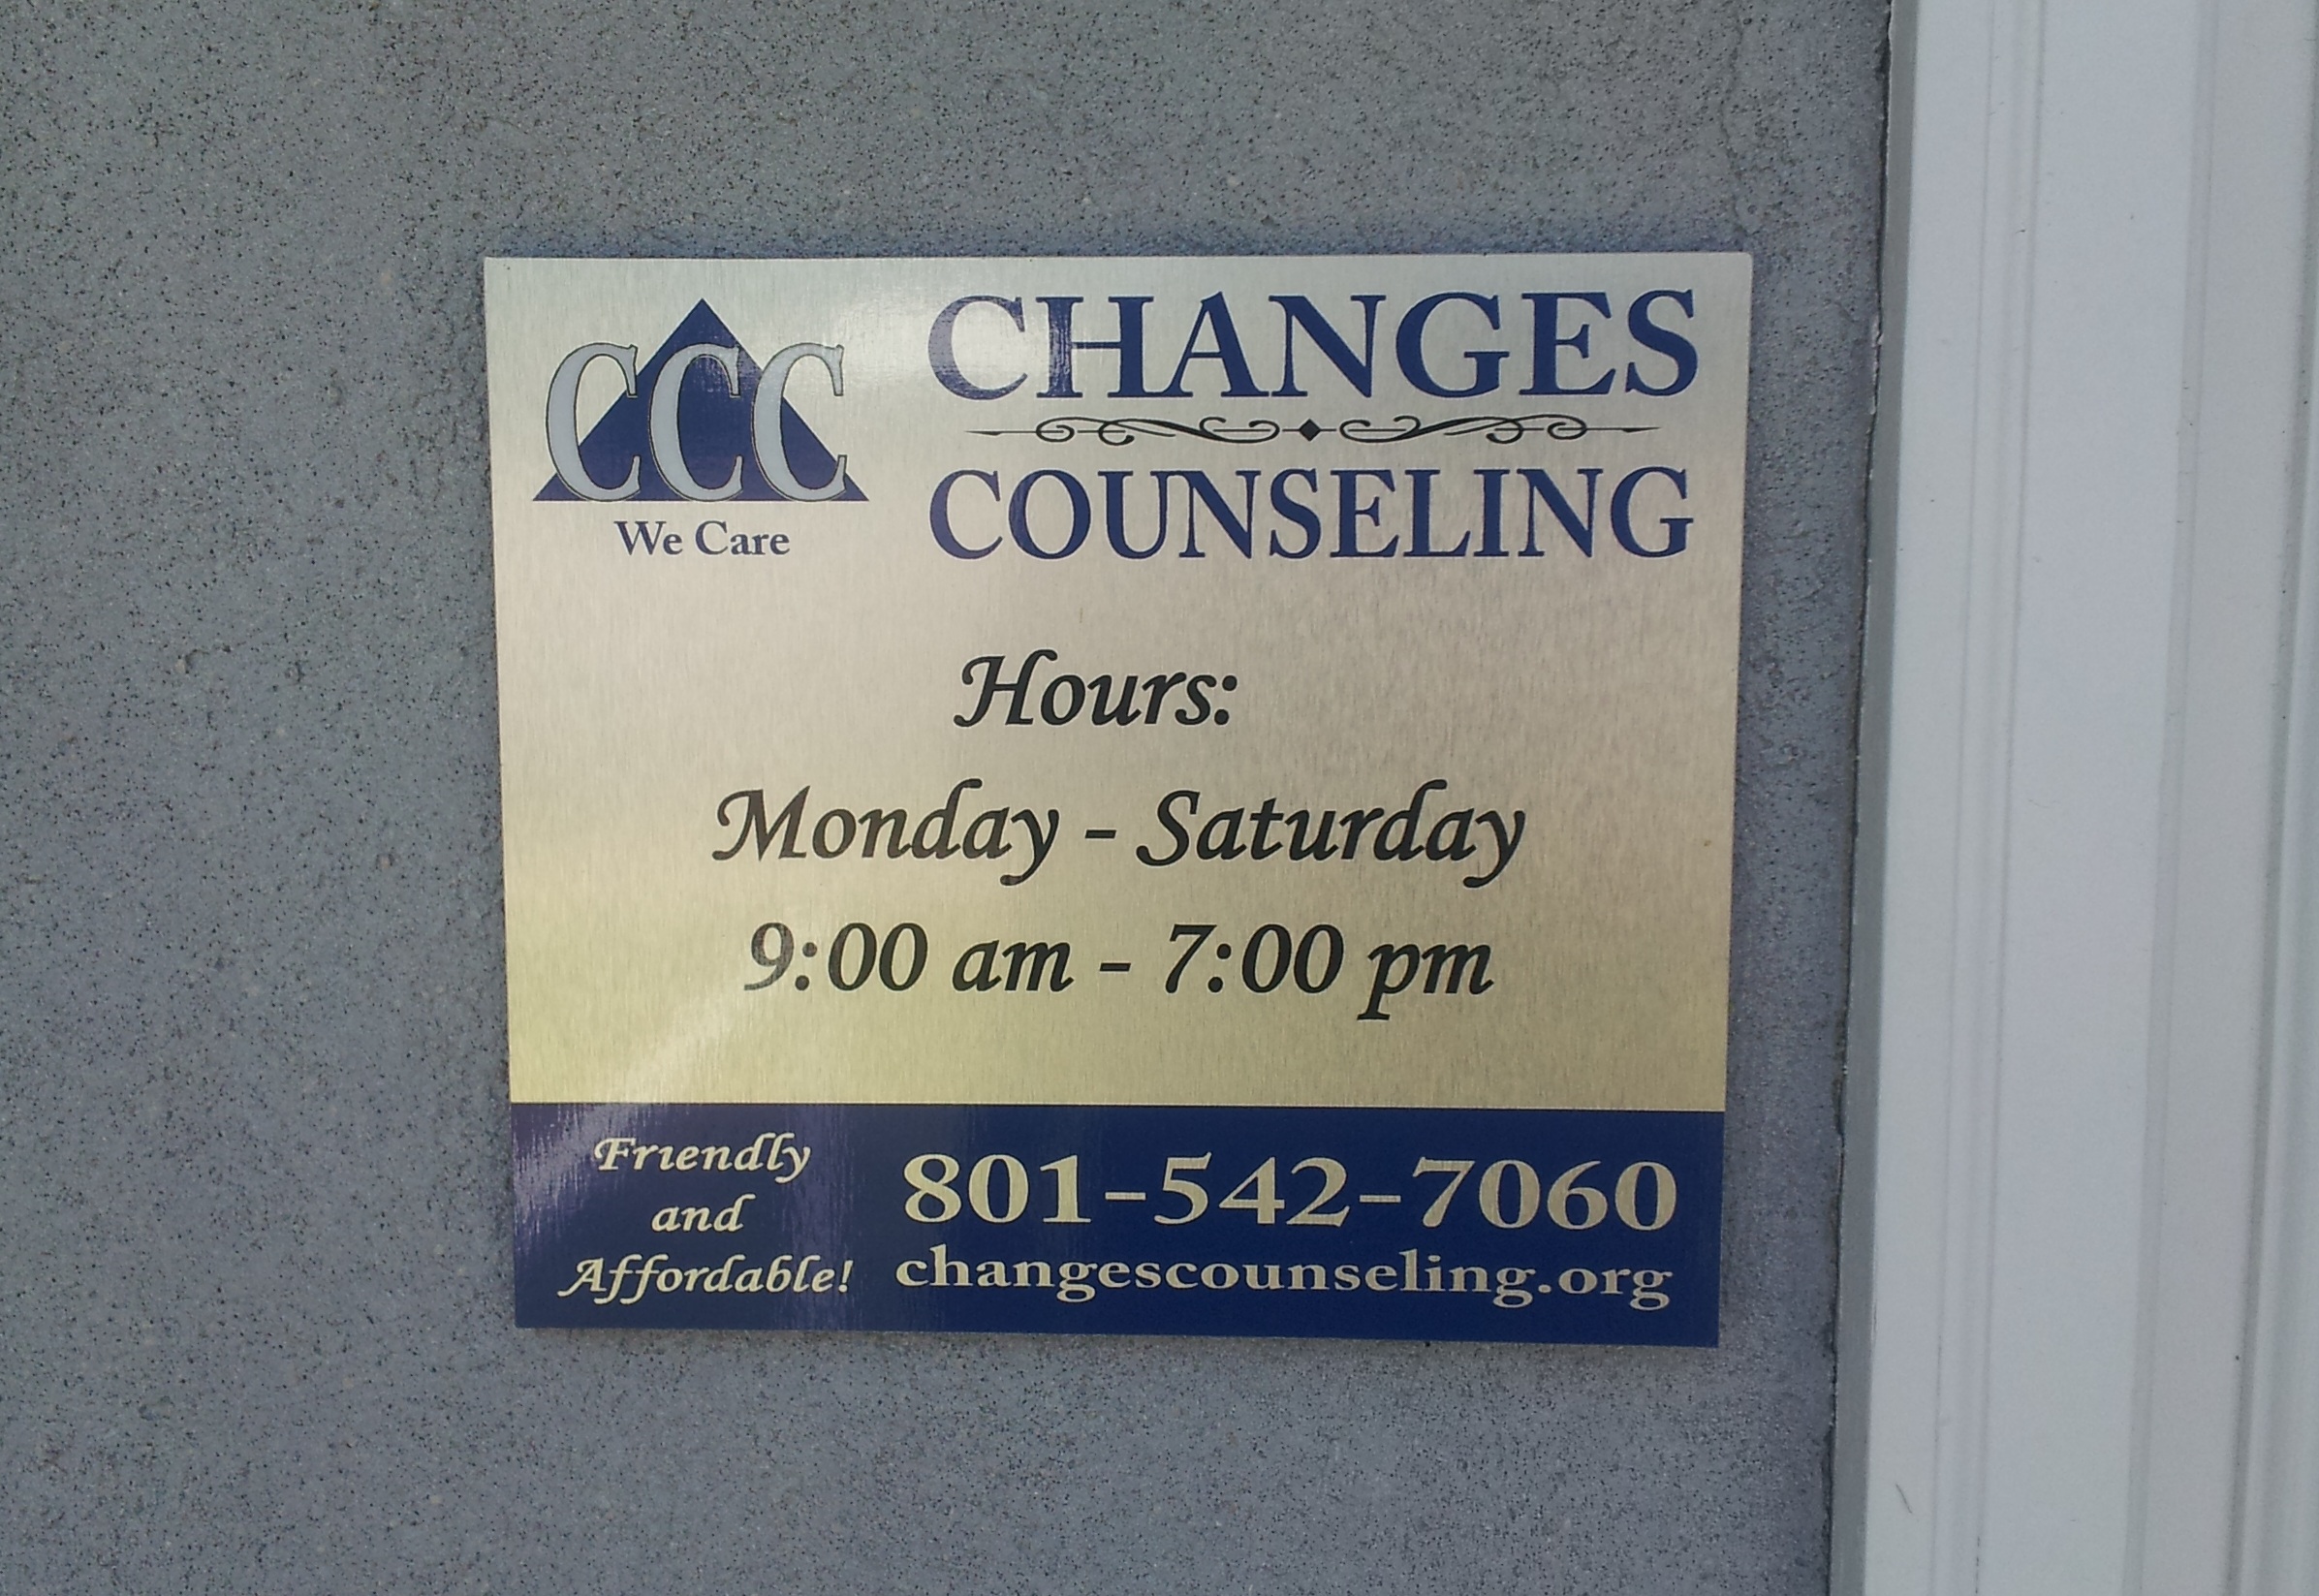 CCC
We Care
CHANGES
COUNSELING
Hours:
Monday - Saturday
9:00 am - 7:00 pm
Friendly
and
Affordable!
801-542-7060
changescounseling.org